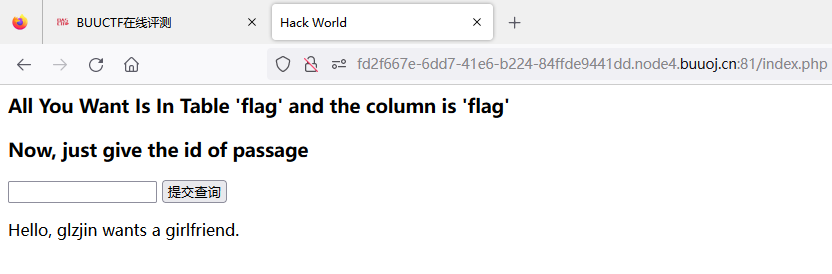 BUUCTF在线评测
Hack World
fd2f667e-6dd7-41e6-b224-84ffde9441dd.node4.buuoj.cn:81/index.php
All You Want Is In Table 'flag' and the column is 'flag'
Now, just give the id of passage
提交查询
Hello, glzjin wants a girlfriend.